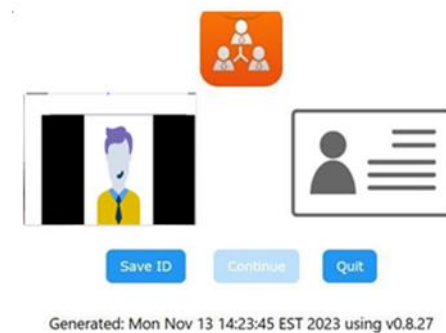 Save ID
Continue
Quit
Generated: Mon Nov 13 14:23:45 EST 2023 using v0.8.27